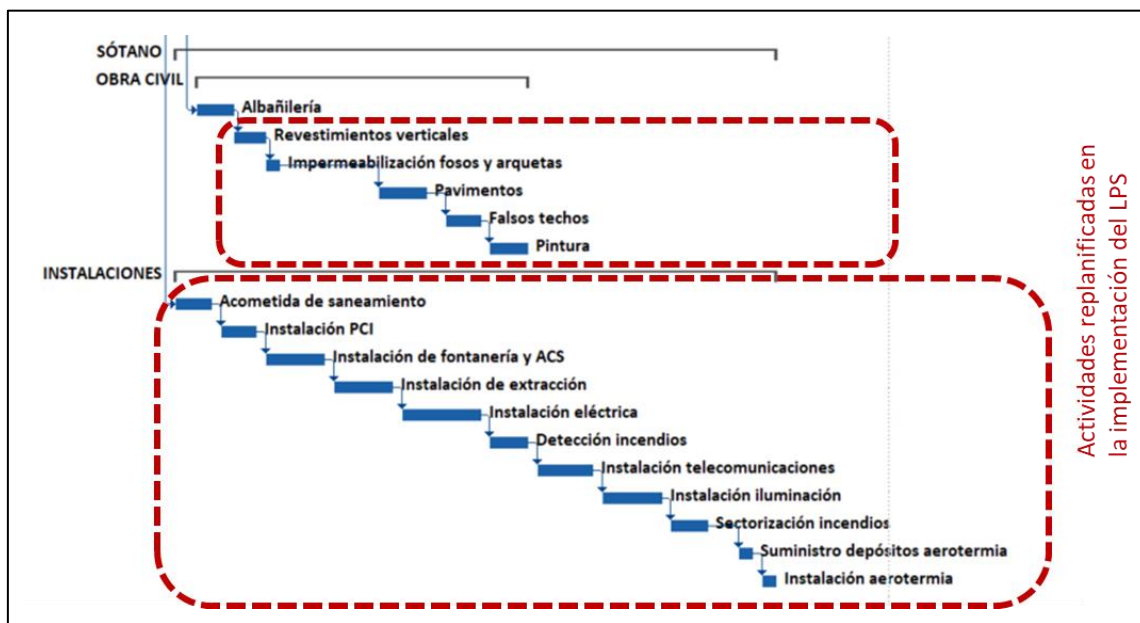 SÓTANO
OBRA CIVIL
Albañilería
Revestimientos verticales
Impermeabilización fosos y arquetas
Pavimentos
Falsos techos
Pintura
INSTALACIONES
Acometida de saneamiento
Instalación PCI
Instalación de fontanería y ACS
Instalación de extracción
Instalación eléctrica
Detección incendios
Instalación telecomunicaciones
Instalación iluminación
Sectorización incendios
Suministro depósitos aerotermia
Instalación aerotermia
Actividades replanificadas en
la implementación del LPS